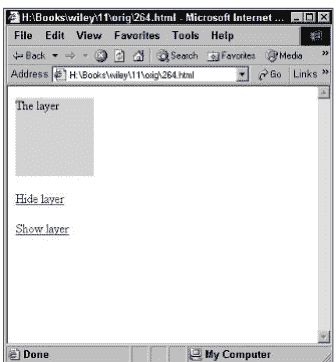 H:\Books\wiley\11\orig\264.html - Microsoft Internet ...
File Edit View Favorites Tools Help
Back Search Favorites Media »
Address H:\Books\wiley\11\orig\264.html Go Links »
The layer
Hide layer
Show layer
Done My Computer